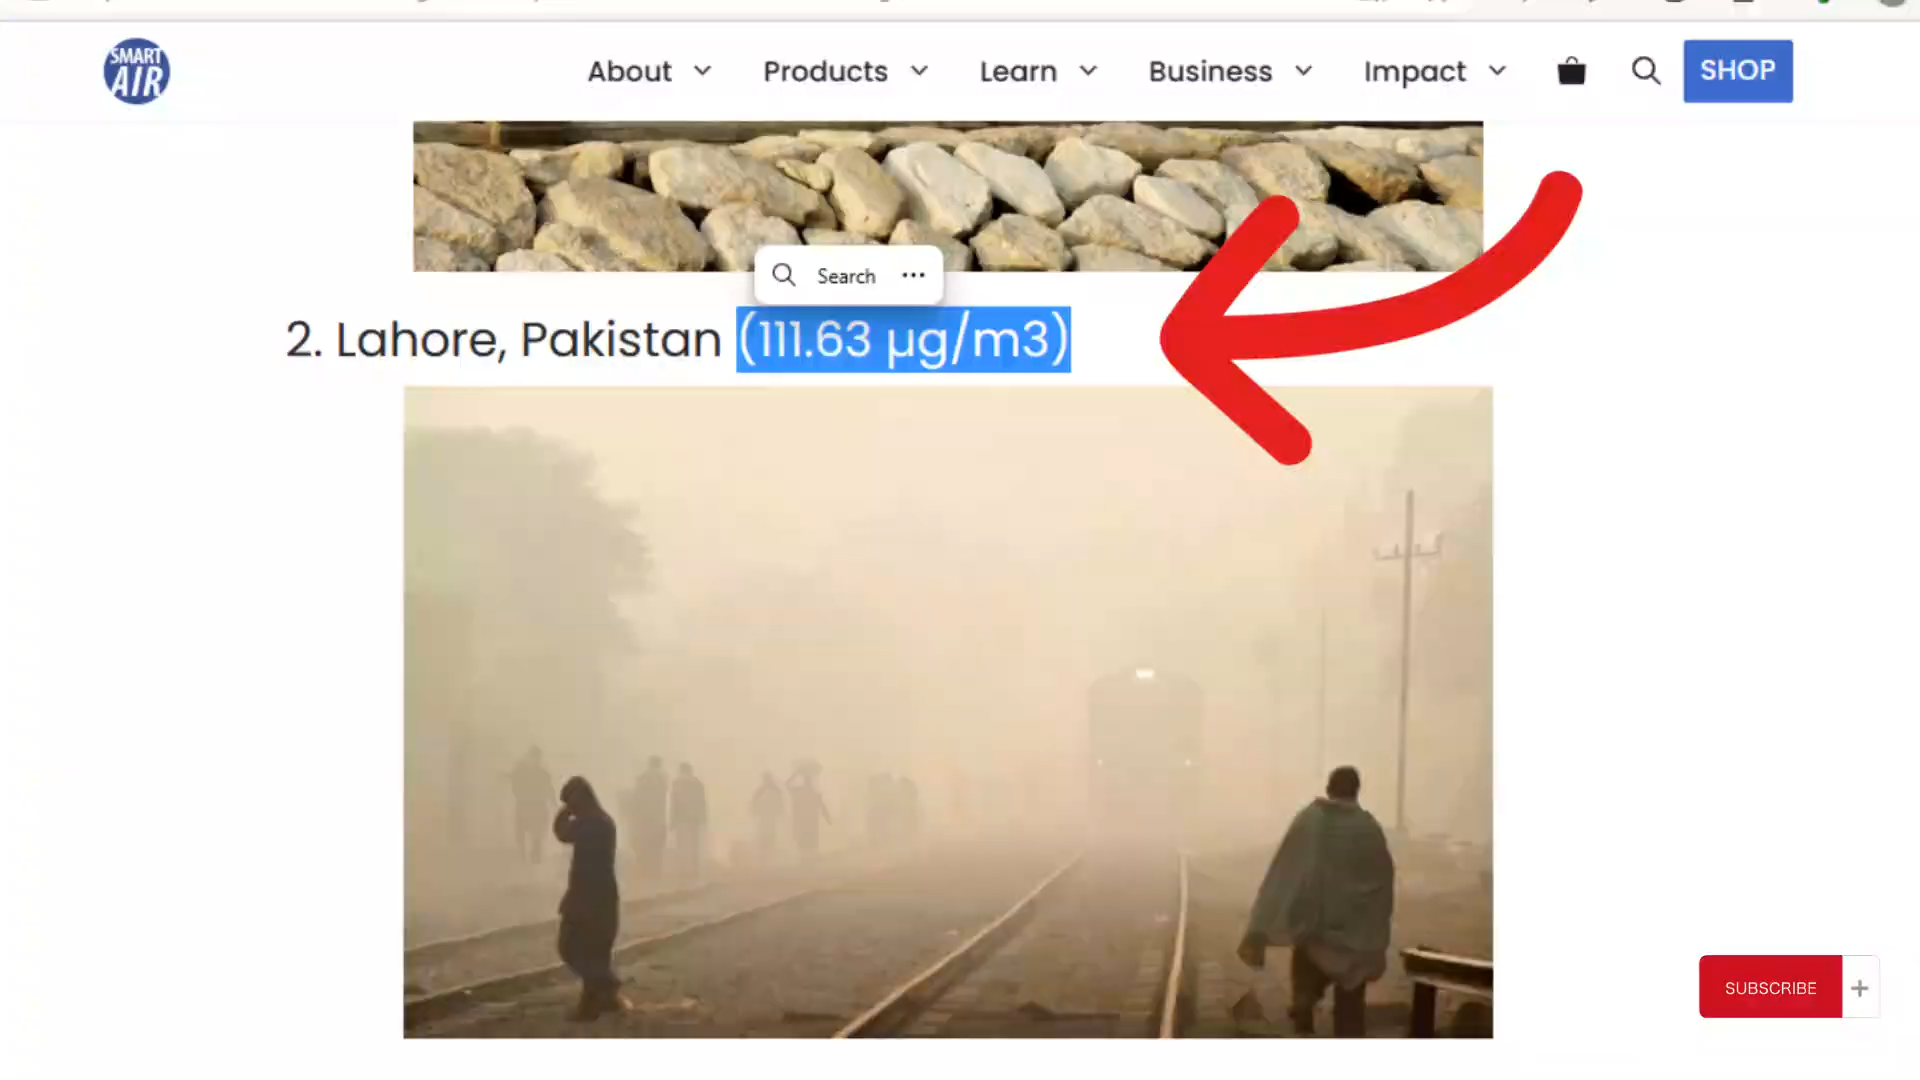 SMART
AIR
About
Products
Learn
Business
Impact
SHOP
Search
2. Lahore, Pakistan (111.63 µg/m3)
SUBSCRIBE